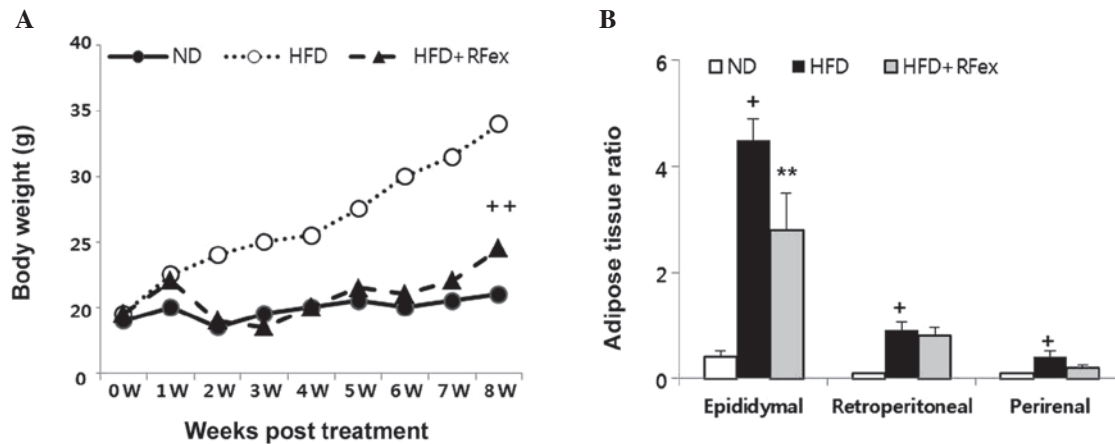 A
ND HFD HFD+RFex
Body weight (g)
40
35
30
25
20
0
++
0W 1W 2W 3W 4W 5W 6W 7W 8W
Weeks post treatment
B
ND HFD HFD+RFex
Adipose tissue ratio
6
4
2
0
+
**
+
+
Epididymal Retroperitoneal Perirenal